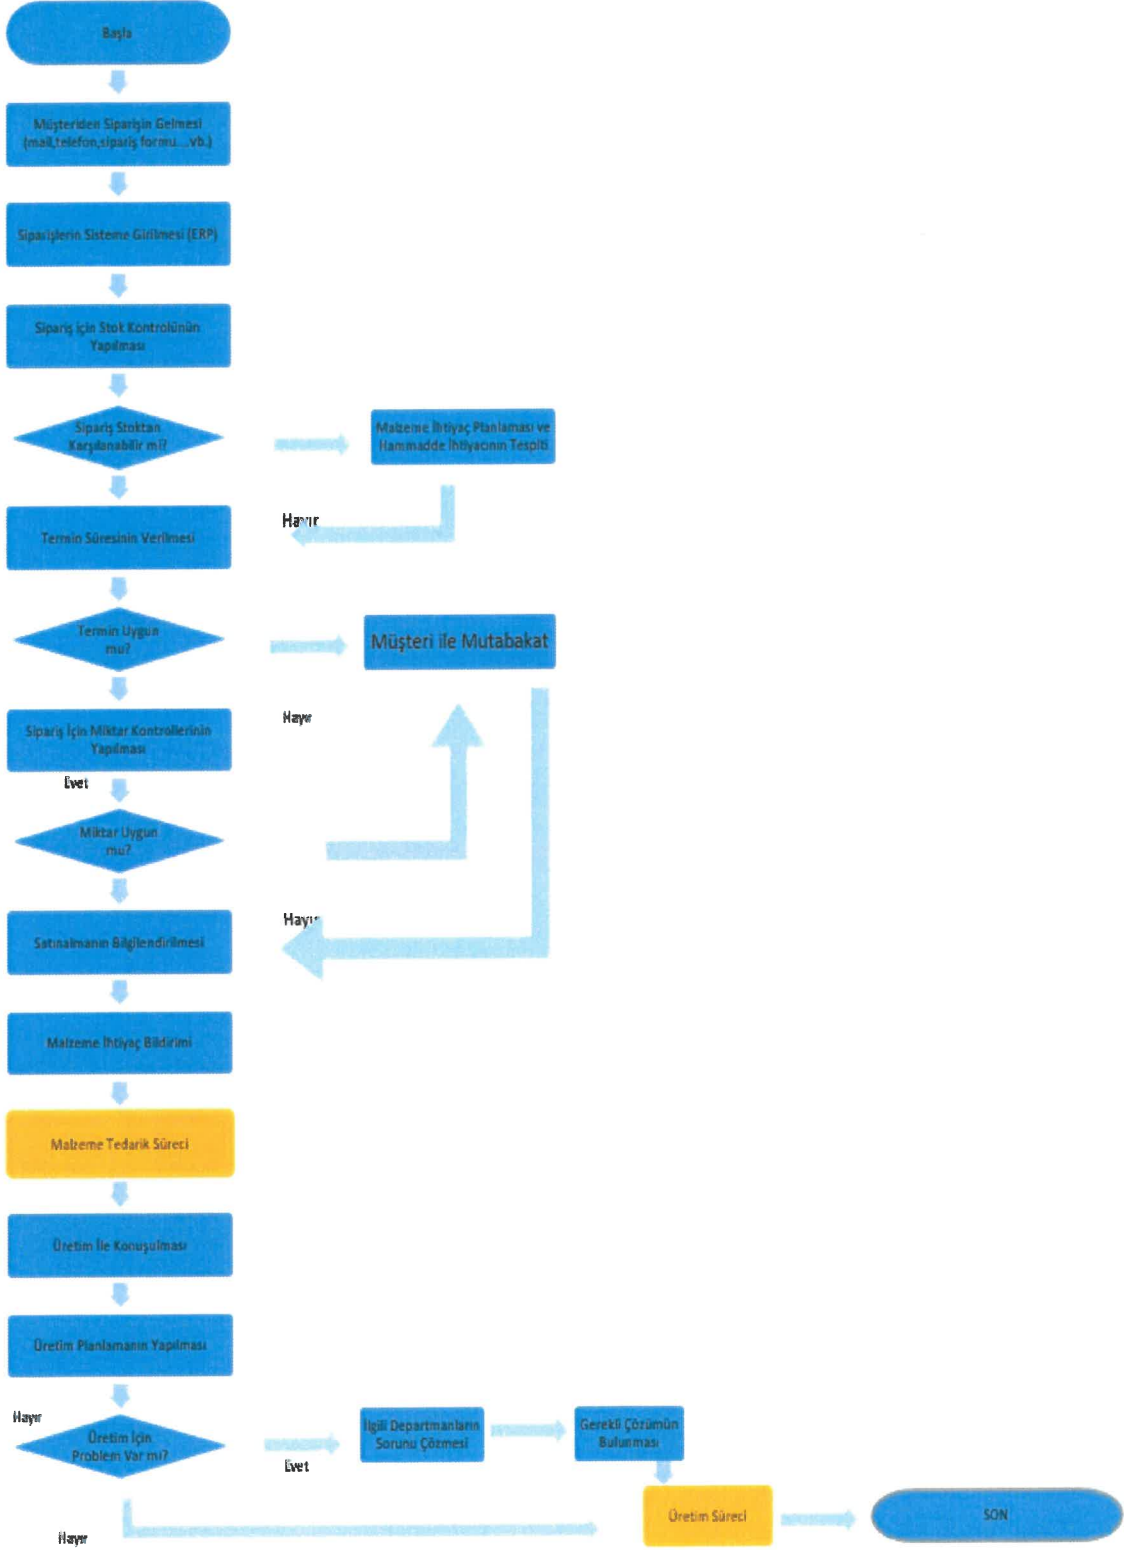 Başla
Müşteriden Siparişin Gelmesi
(mail,telefon,sipariş formu....vb.)
Siparişlerin Sisteme Girilmesi (ERP)
Sipariş için Stok Kontrolünün
Yapılması
Sipariş Stoktan
Karşılanabilir mi?
Malzeme İhtiyaç Planlaması ve
Hammadde İhtiyacının Tespiti
Hayır
Termin Süresinin Verilmesi
Termin Uygun
mu?
Müşteri ile Mutabakat
Hayır
Sipariş İçin Miktar Kontrollerinin
Yapılması
Evet
Miktar Uygun
mu?
Hayır
Satınalmanın Bilgilendirilmesi
Malzeme İhtiyaç Bildirimi
Malzeme Tedarik Süreci
Üretim İle Konuşulması
Üretim Planlamanın Yapılması
Hayır
Üretim İçin
Problem Var mı?
Evet
İlgili Departmanların
Sorunu Çözmesi
Gerekli Çözümün
Bulunması
Üretim Süreci
SON
Hayır